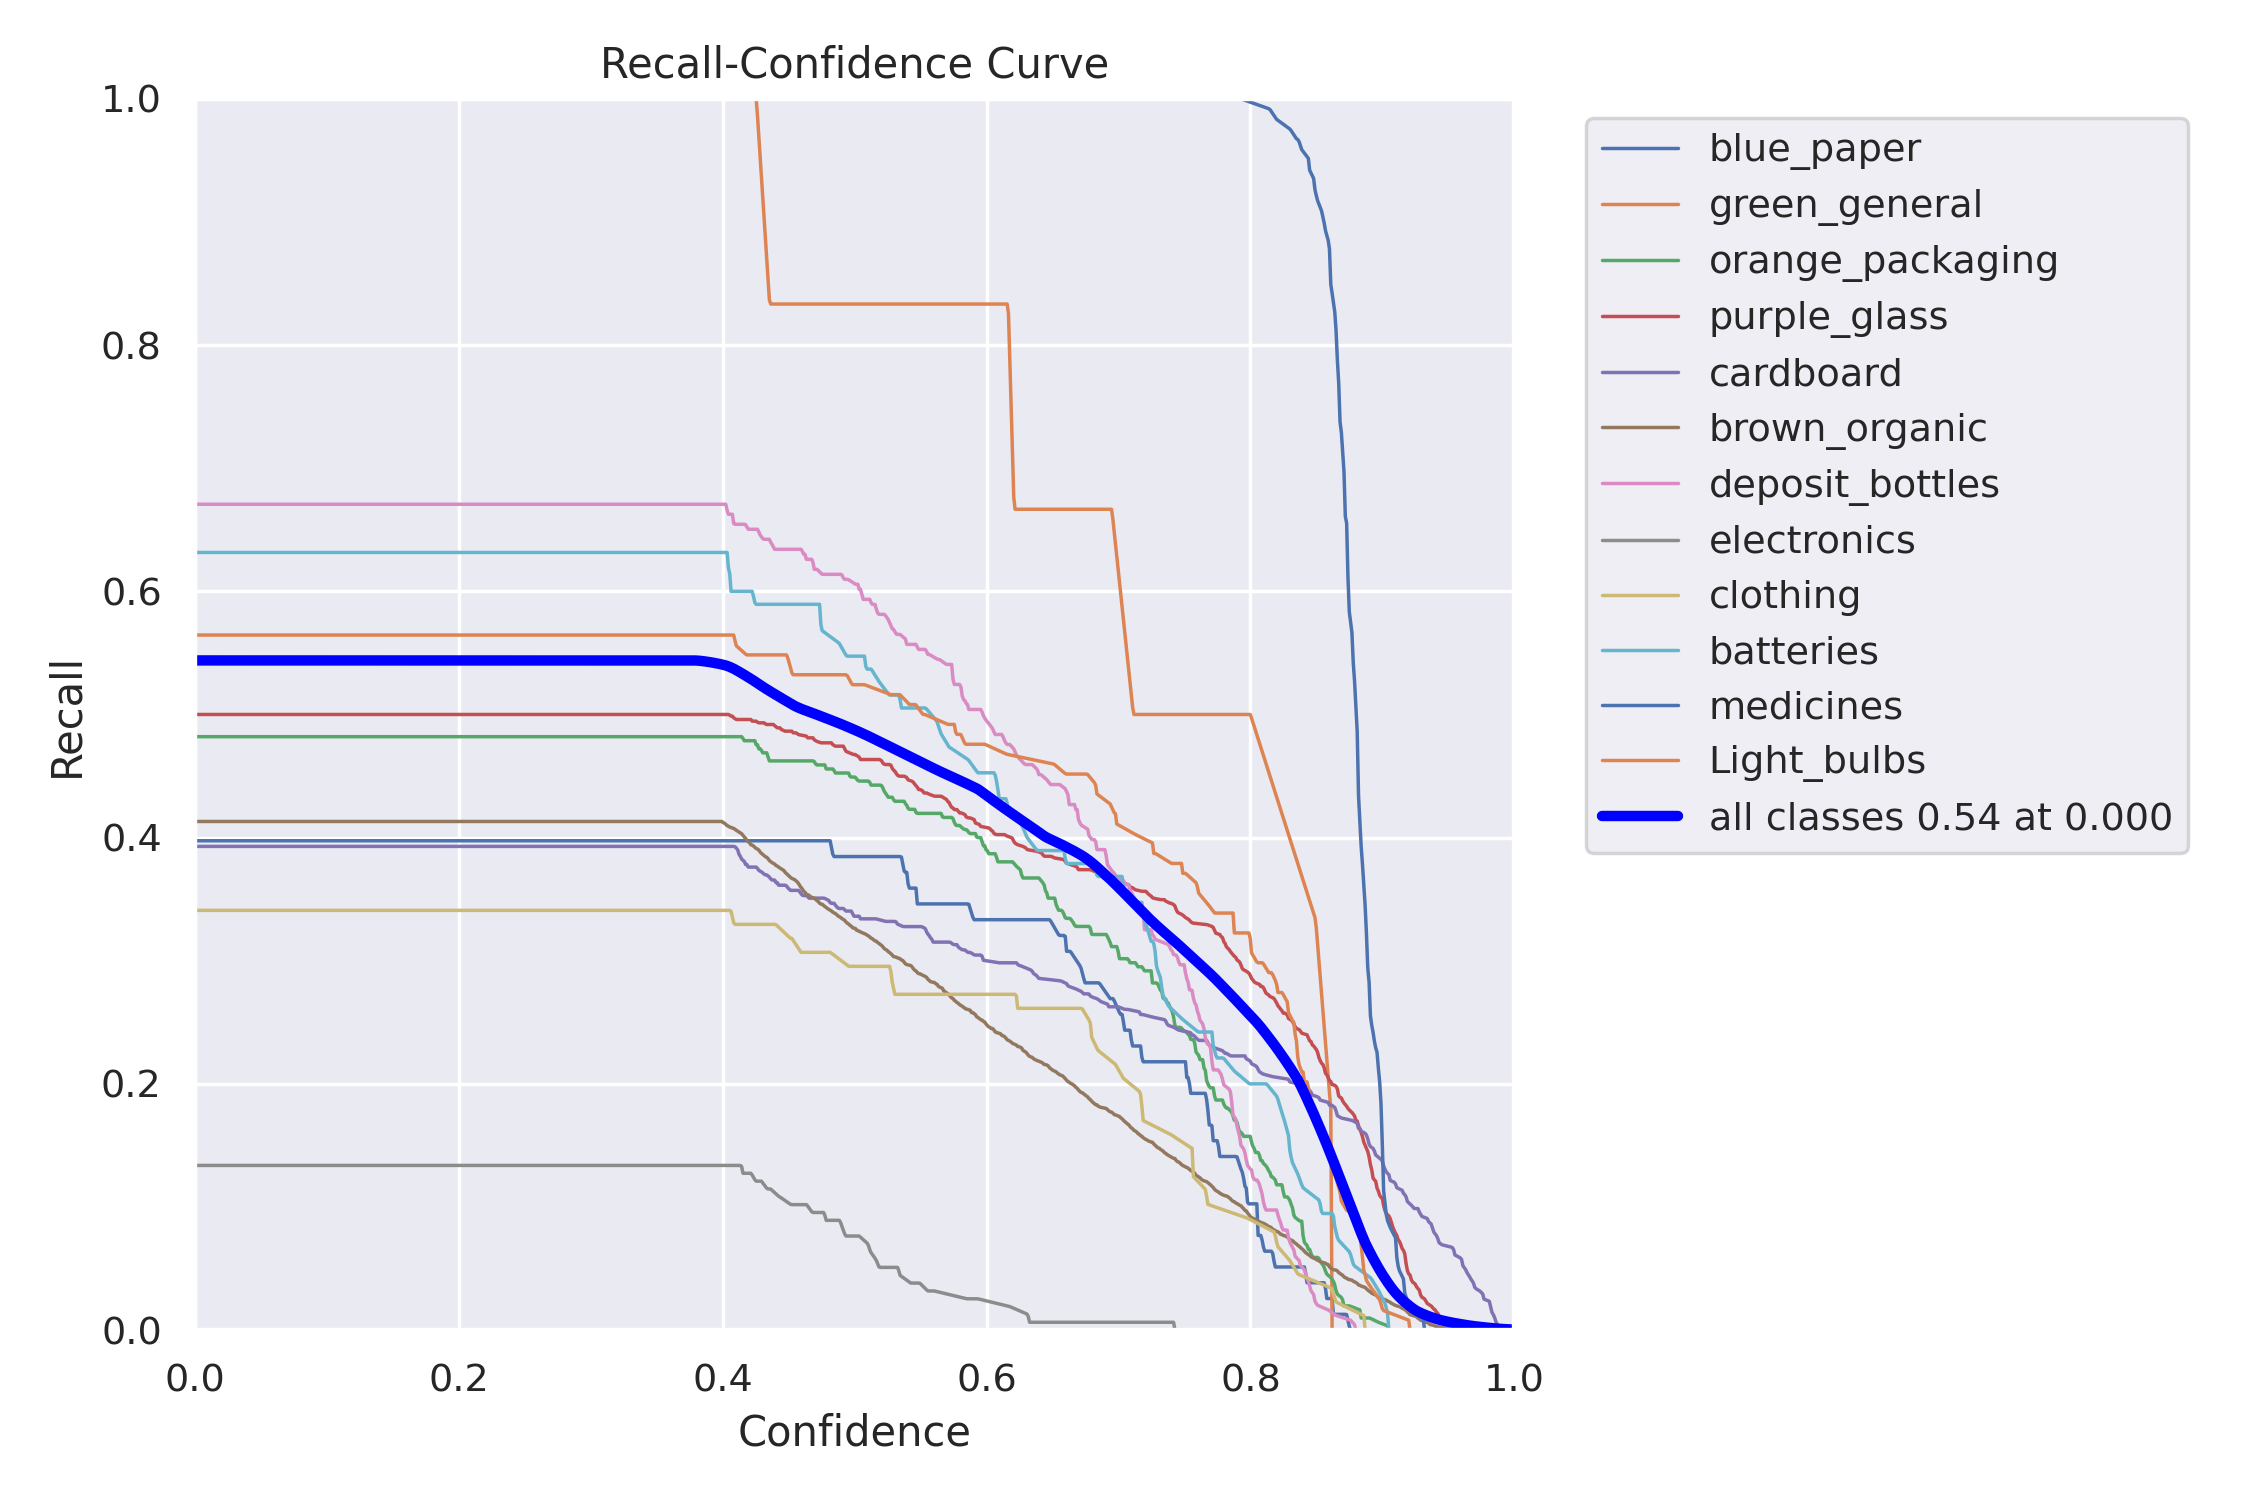 Recall-Confidence Curve
1.0
0.8
0.6
0.4
0.2
0.0
Recall
0.0 0.2 0.4 0.6 0.8 1.0
Confidence
blue_paper
green_general
orange_packaging
purple_glass
cardboard
brown_organic
deposit_bottles
electronics
clothing
batteries
medicines
Light_bulbs
all classes 0.54 at 0.000